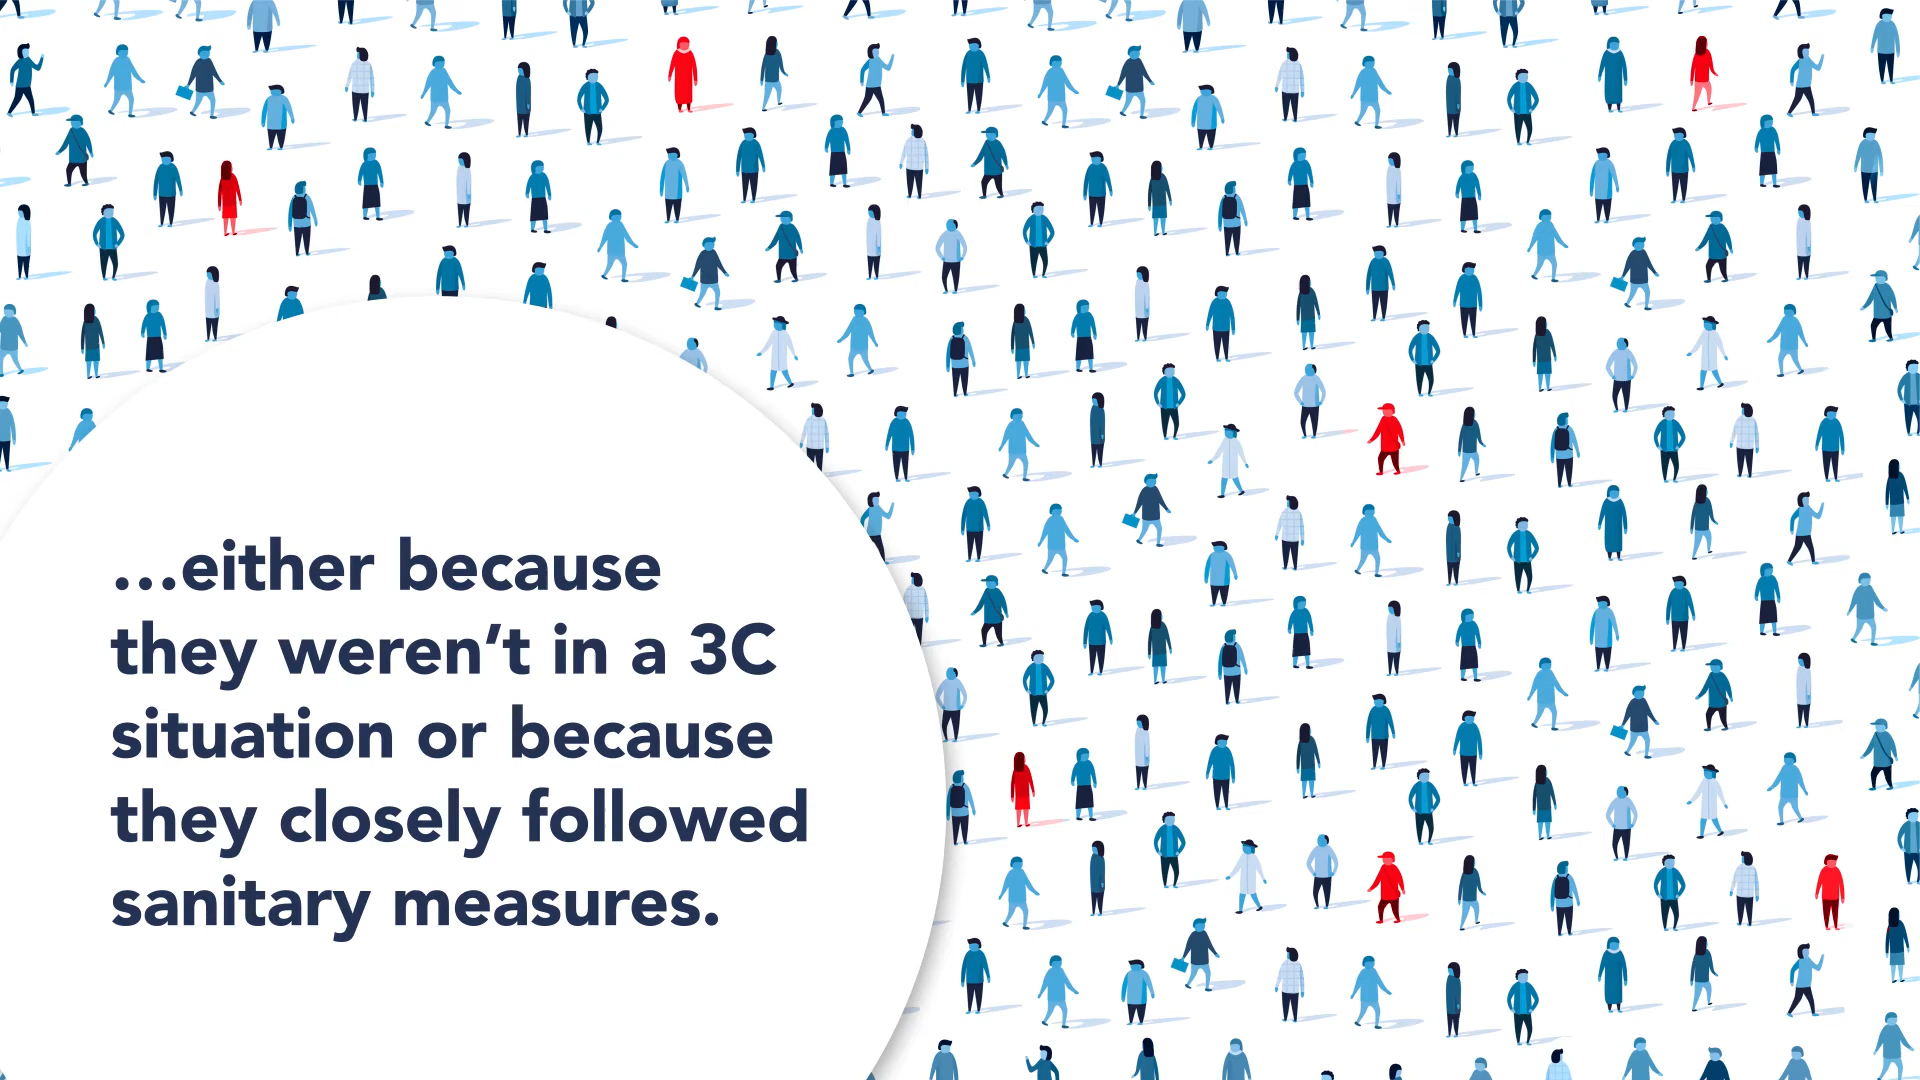 …either because
they weren’t in a 3C
situation or because
they closely followed
sanitary measures.